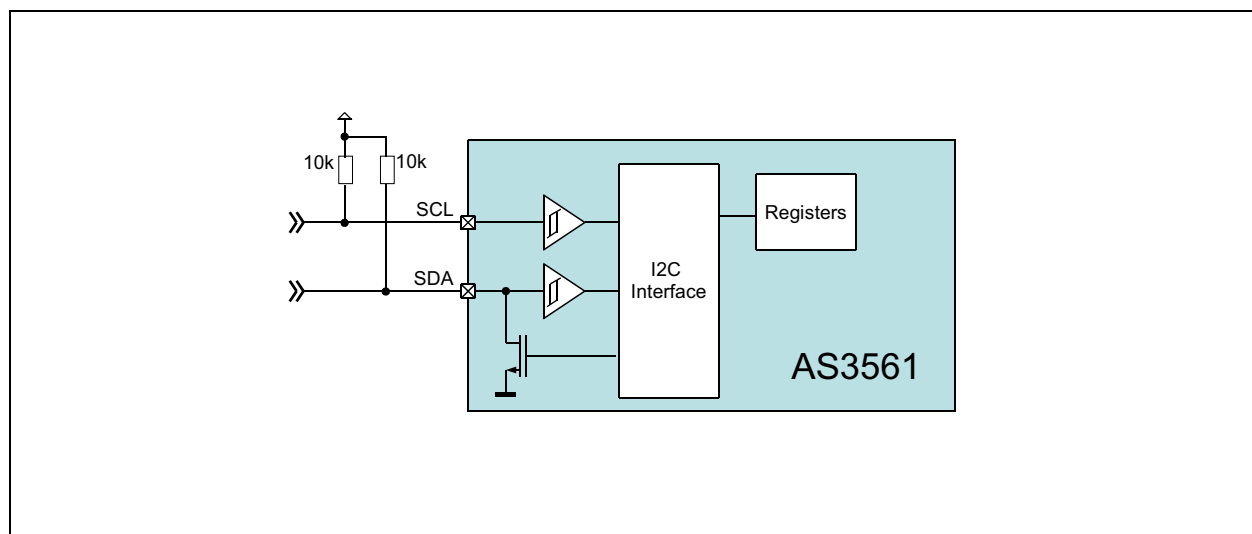 10k
10k
SCL
SDA
I2C
Interface
Registers
AS3561